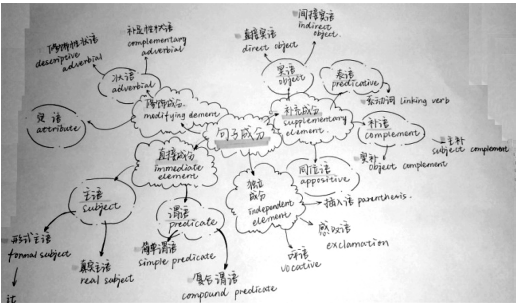 间接宾语
indirect
object
直接宾语
direct object
补足性状语
complementary
adverbial
修饰性状语
descriptive
adverbial
状语
adverbial
宾语
object
表语
predicative
系动词 linking verb
定语
attribute
修饰成分
modifying element
句子成分
补充成分
supplementary
element
补语
complement
主补
subject complement
宾补
object complement
直接成分
immediate
element
同位语
appositive
独立
成分
independent
element
插入语 parenthesis.
感叹语
exclamation
呼语
vocative
主语
subject
谓语
predicate
形式主语
formal subject
it
真实主语
real subject
简单谓语
simple predicate
复合谓语
compound predicate